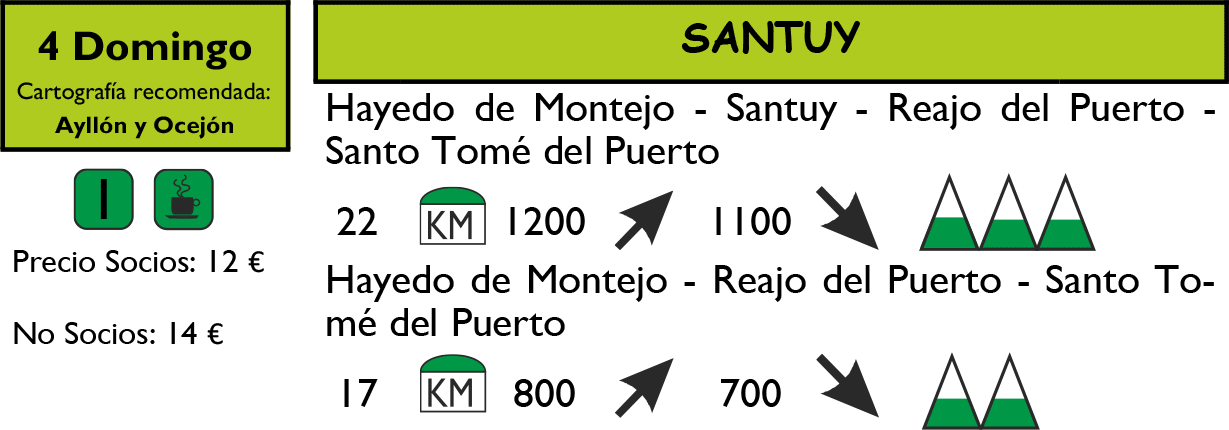 4 Domingo
Cartografía recomendada:
Ayllón y Ocejón
I
Precio Socios: 12 €
No Socios: 14 €
SANTUY
Hayedo de Montejo - Santuy - Reajo del Puerto -
Santo Tomé del Puerto
22 KM 1200 1100
Hayedo de Montejo - Reajo del Puerto - Santo To-
mé del Puerto
17 KM 800 700